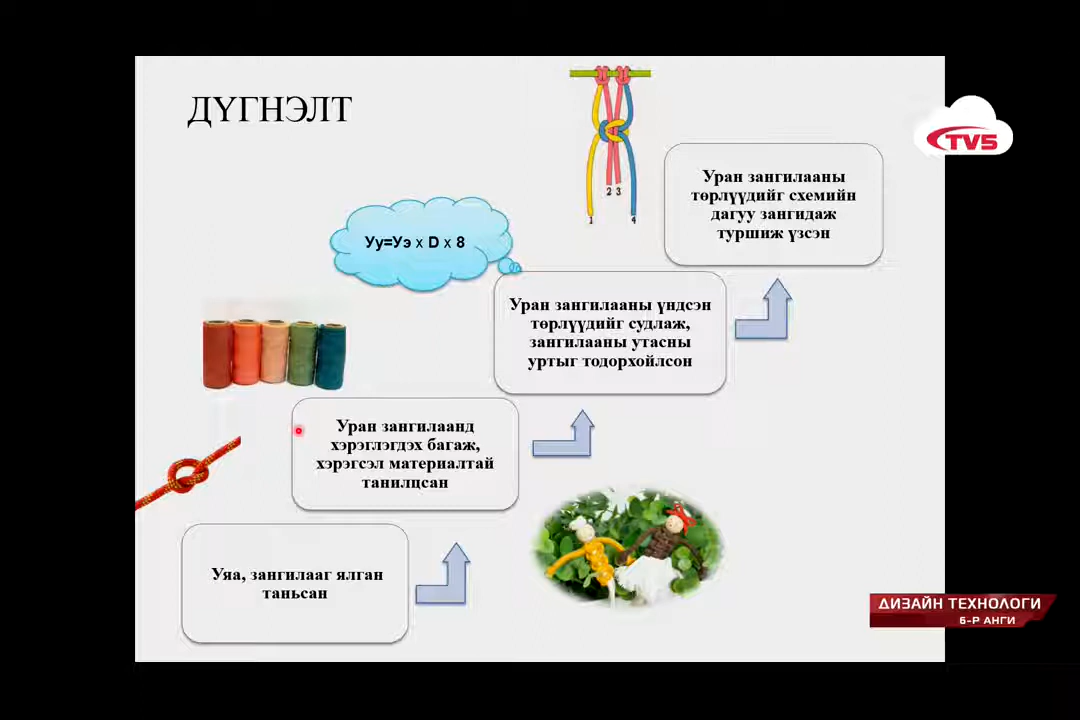 ДҮГНЭЛТ
TV5
1
2 3
4
Уран зангилааны
төрлүүдийг схемийн
дагуу зангидаж
туршиж үзсэн
Уу=Уэ x D x 8
Уран зангилааны үндсэн
төрлүүдийг судлаж,
зангилааны утасны
уртыг тодорхойлсон
Уран зангилаанд
хэрэглэгдэх багаж,
хэрэгсэл материалтай
танилцсан
Уяа, зангилааг ялган
таньсан
ДИЗАЙН ТЕХНОЛОГИ
6-Р АНГИ